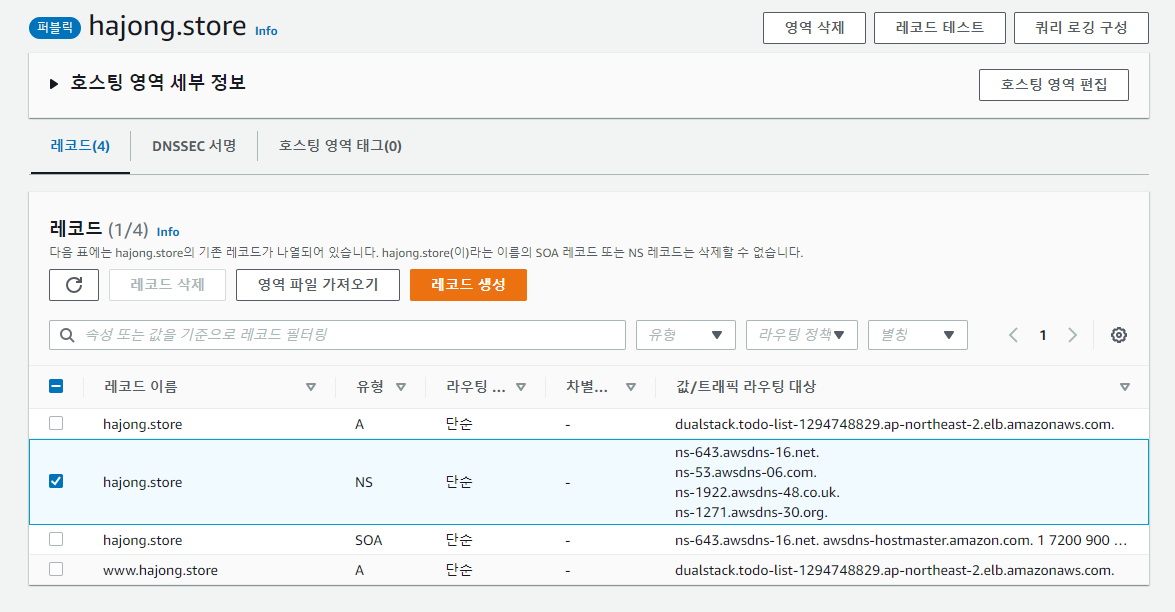 퍼블릭 hajong.store Info
영역 삭제 레코드 테스트 쿼리 로깅 구성
호스팅 영역 세부 정보 호스팅 영역 편집
레코드(4) DNSSEC 서명 호스팅 영역 태그(0)
레코드 (1/4) Info
다음 표에는 hajong.store의 기존 레코드가 나열되어 있습니다. hajong.store(이)라는 이름의 SOA 레코드 또는 NS 레코드는 삭제할 수 없습니다.
레코드 삭제 영역 파일 가져오기 레코드 생성
속성 또는 값을 기준으로 레코드 필터링 유형 라우팅 정책 별칭 1
레코드 이름 유형 라우팅 ... 차별... 값/트래픽 라우팅 대상
hajong.store A 단순 - dualstack.todo-list-1294748829.ap-northeast-2.elb.amazonaws.com.
ns-643.awsdns-16.net.
hajong.store NS 단순 - ns-53.awsdns-06.com.
ns-1922.awsdns-48.co.uk.
ns-1271.awsdns-30.org.
hajong.store SOA 단순 - ns-643.awsdns-16.net. awsdns-hostmaster.amazon.com. 1 7200 900 ...
www.hajong.store A 단순 - dualstack.todo-list-1294748829.ap-northeast-2.elb.amazonaws.com.